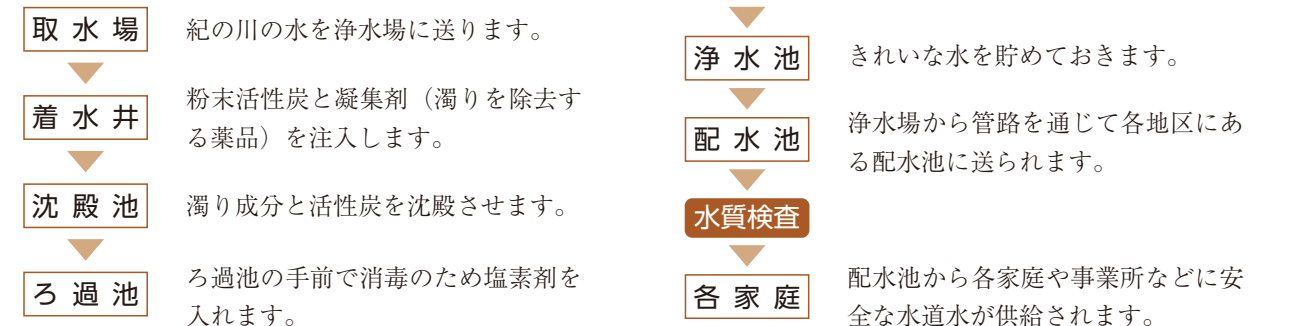 取水場
紀の川の水を浄水場に送ります。
着水井
粉末活性炭と凝集剤（濁りを除去す
る薬品）を注入します。
沈殿池
濁り成分と活性炭を沈殿させます。
ろ過池
ろ過池の手前で消毒のため塩素剤を
入れます。
浄水池
きれいな水を貯めておきます。
配水池
浄水場から管路を通じて各地区にあ
る配水池に送られます。
水質検査
各家庭
配水池から各家庭や事業所などに安
全な水道水が供給されます。